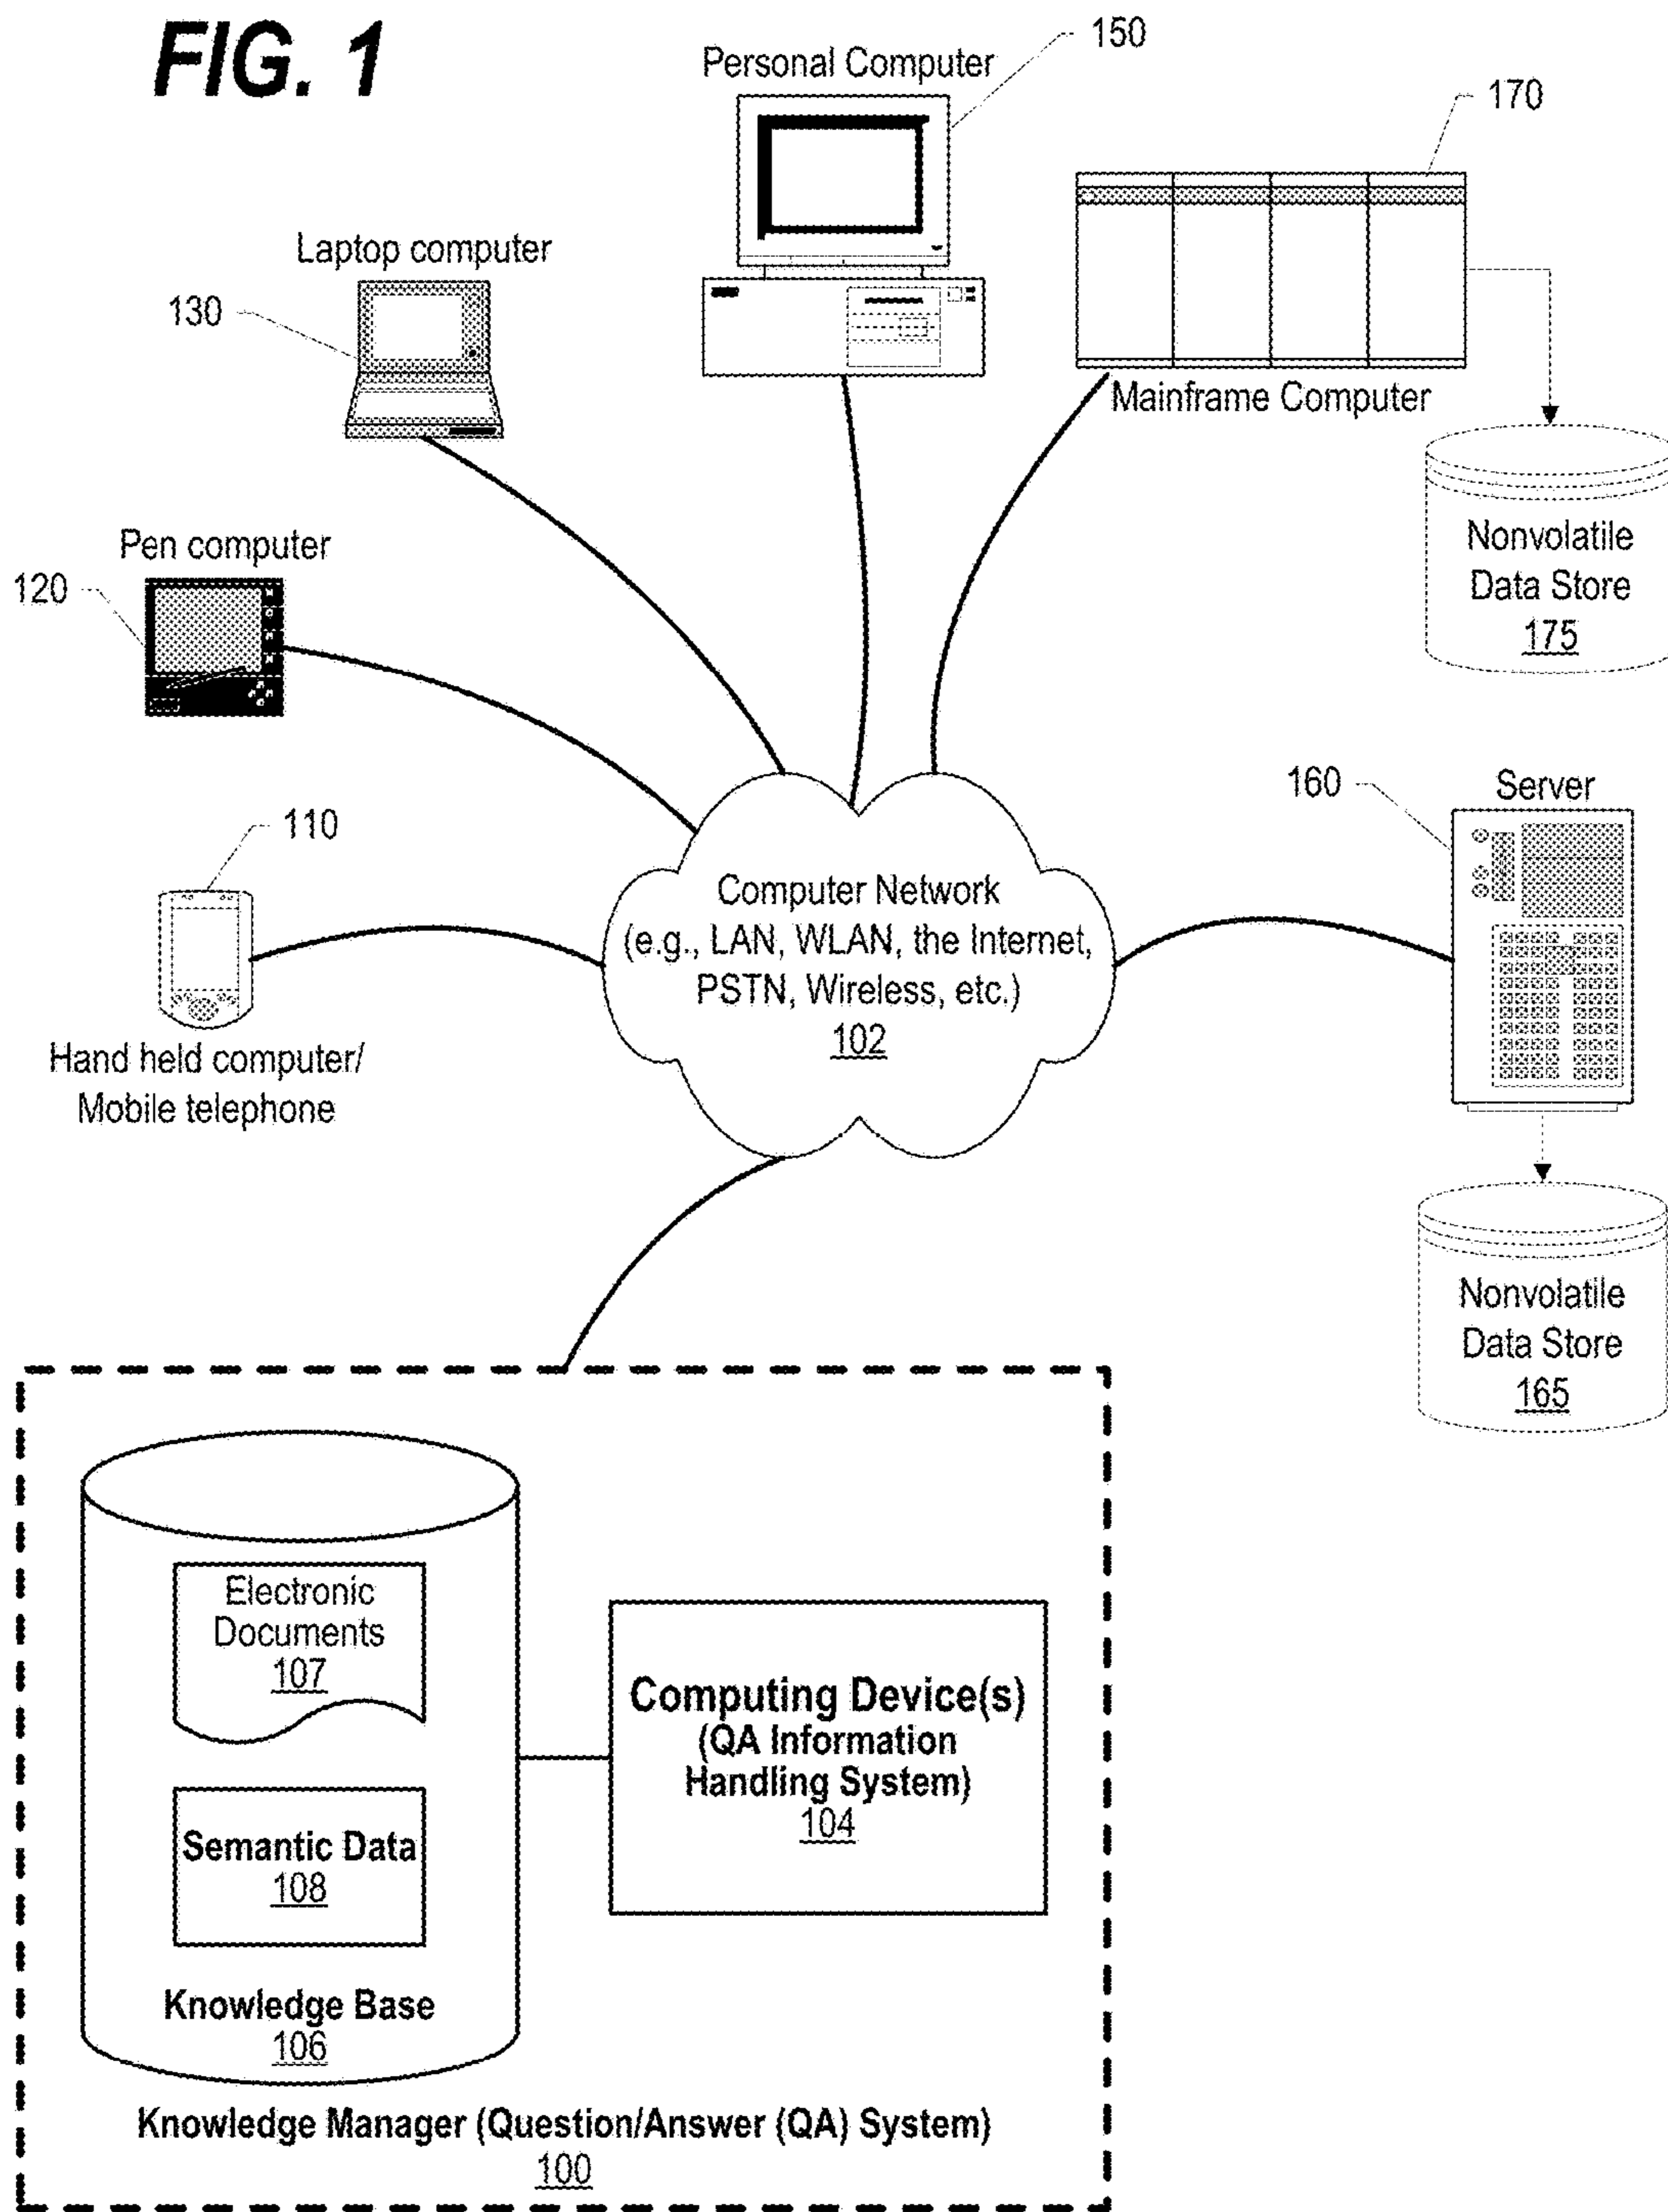 FIG. 1
Personal Computer
150
170
Laptop computer
130
Mainframe Computer
Nonvolatile
Data Store
175
Pen computer
120
160
Server
110
Hand held computer/
Mobile telephone
Computer Network
(e.g., LAN, WLAN, the Internet,
PSTN, Wireless, etc.)
102
Nonvolatile
Data Store
165
Electronic
Documents
107
Semantic Data
108
Knowledge Base
106
Computing Device(s)
(QA Information
Handling System)
104
Knowledge Manager (Question/Answer (QA) System)
100